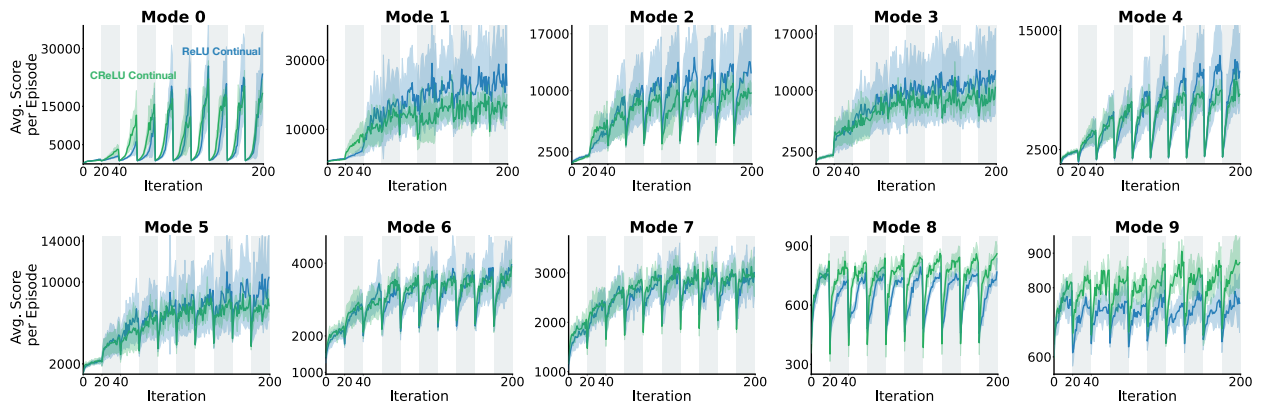 Mode 0
Avg. Score
per Episode
30000
15000
5000
ReLU Continual
CReLU Continual
0 20 40 200
Iteration
Mode 1
30000
10000
0 20 40 200
Iteration
Mode 2
17000
10000
2500
0 20 40 200
Iteration
Mode 3
17000
10000
2500
0 20 40 200
Iteration
Mode 4
15000
2500
0 20 40 200
Iteration
Mode 5
Avg. Score
per Episode
14000
10000
2000
0 20 40 200
Iteration
Mode 6
4000
2000
1000
0 20 40 200
Iteration
Mode 7
3000
2000
1000
0 20 40 200
Iteration
Mode 8
900
600
300
0 20 40 200
Iteration
Mode 9
900
800
600
0 20 40 200
Iteration